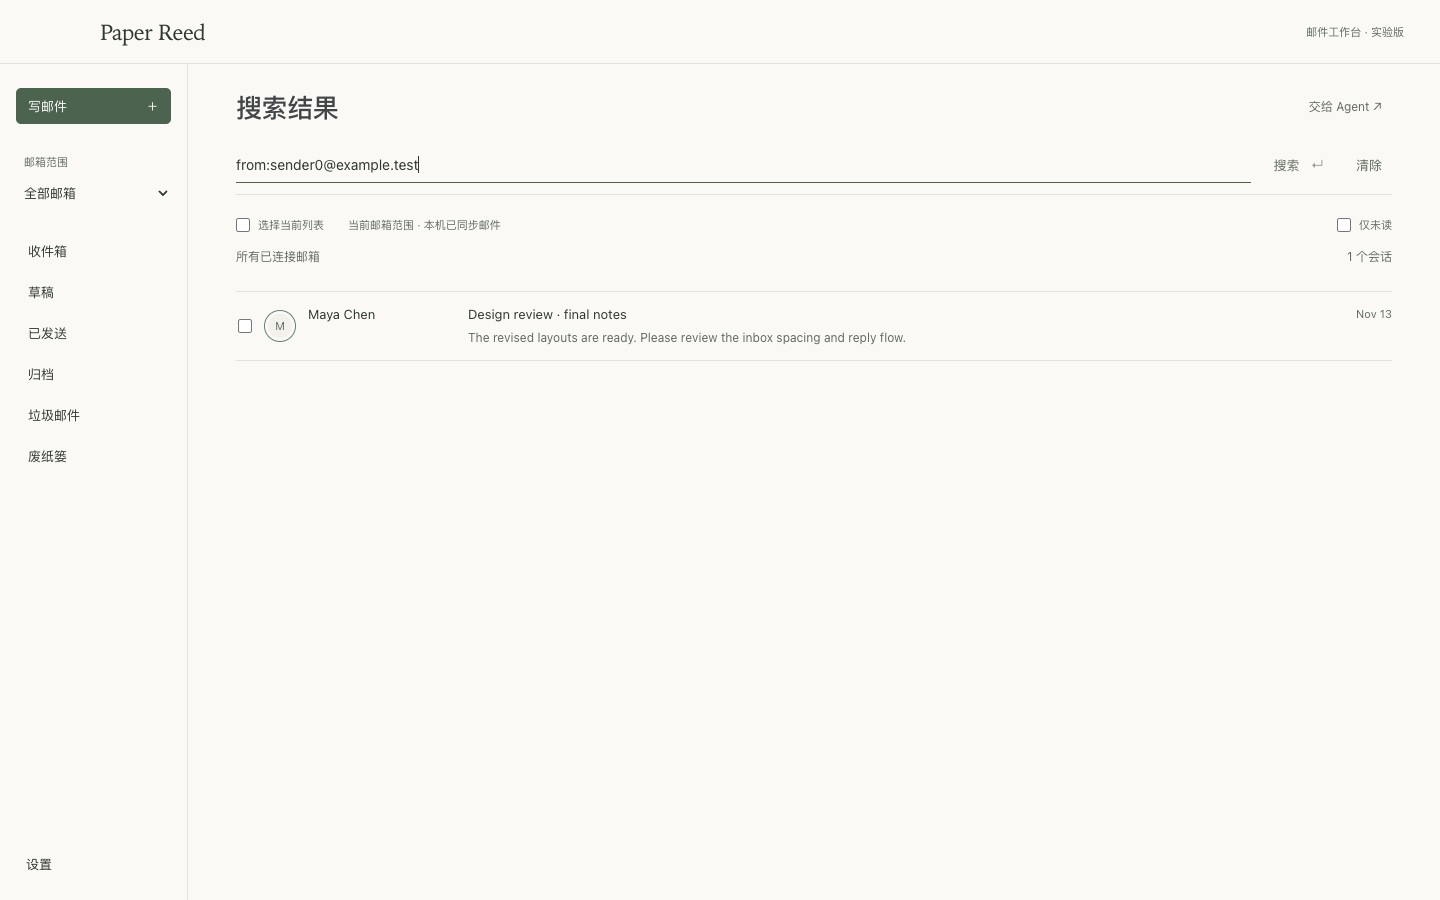 Paper Reed
邮件工作台 · 实验版
写邮件 +
邮箱范围
全部邮箱
收件箱
草稿
已发送
归档
垃圾邮件
废纸篓
设置
搜索结果
交给 Agent ↗
from:sender0@example.test
搜索 ↵ 清除
选择当前列表 当前邮箱范围 · 本机已同步邮件 仅未读
所有已连接邮箱 1 个会话
M Maya Chen Design review · final notes Nov 13
The revised layouts are ready. Please review the inbox spacing and reply flow.